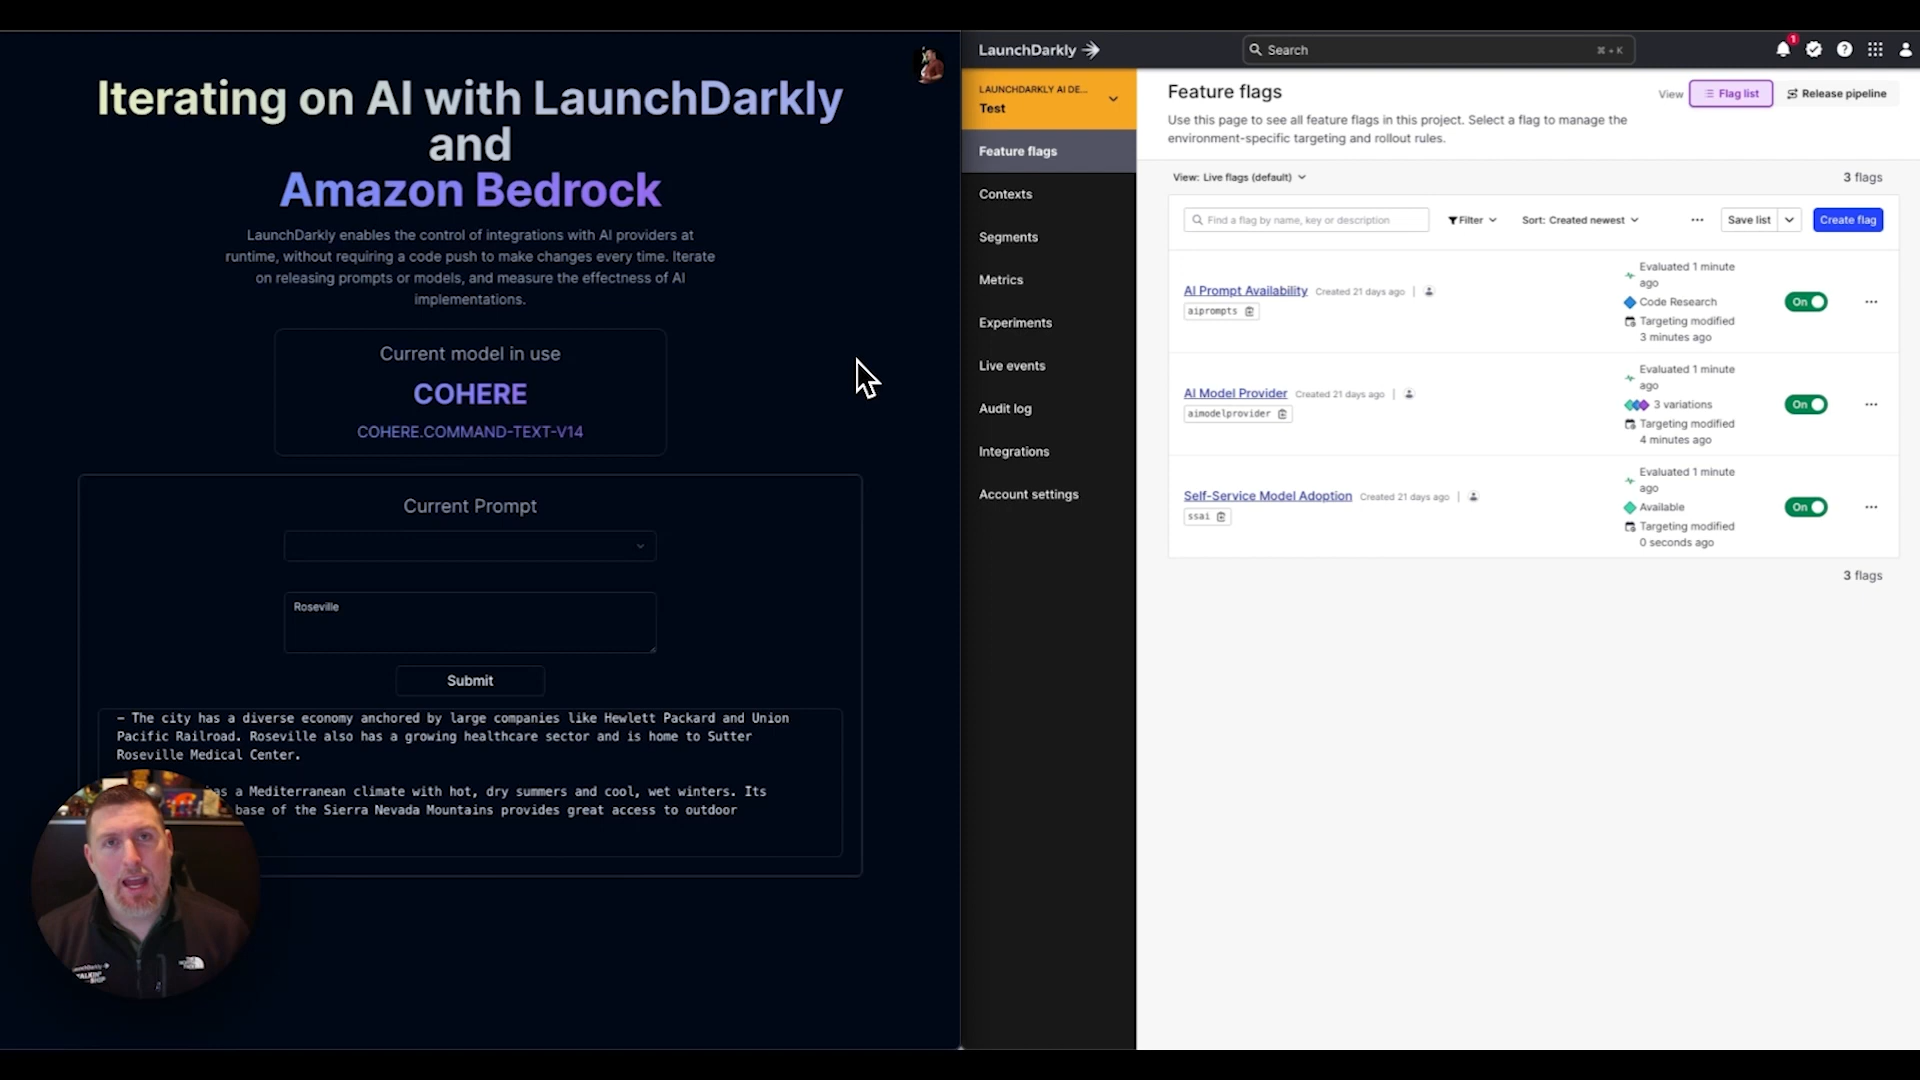 Iterating on AI with LaunchDarkly
and
Amazon Bedrock
LaunchDarkly enables the control of integrations with AI providers at
runtime, without requiring a code push to make changes every time. Iterate
on releasing prompts or models, and measure the effectness of AI
implementations.
Current model in use
COHERE
COHERE.COMMAND-TEXT-V14
Current Prompt
Roseville
Submit
- The city has a diverse economy anchored by large companies like Hewlett Packard and Union
Pacific Railroad. Roseville also has a growing healthcare sector and is home to Sutter
Roseville Medical Center.
as a Mediterranean climate with hot, dry summers and cool, wet winters. Its
base of the Sierra Nevada Mountains provides great access to outdoor
LaunchDarkly
Search
⌘ + K
1
LAUNCHDARKLY AI DE...
Test
Feature flags
Contexts
Segments
Metrics
Experiments
Live events
Audit log
Integrations
Account settings
Feature flags
View
Flag list
Release pipeline
Use this page to see all feature flags in this project. Select a flag to manage the
environment-specific targeting and rollout rules.
View: Live flags (default)
3 flags
Find a flag by name, key or description
Filter
Sort: Created newest
Save list
Create flag
AI Prompt Availability Created 21 days ago
aiprompts
Evaluated 1 minute
ago
Code Research
Targeting modified
3 minutes ago
On
AI Model Provider Created 21 days ago
aimodelprovider
Evaluated 1 minute
ago
3 variations
Targeting modified
4 minutes ago
On
Self-Service Model Adoption Created 21 days ago
ssai
Evaluated 1 minute
ago
Available
Targeting modified
0 seconds ago
On
3 flags